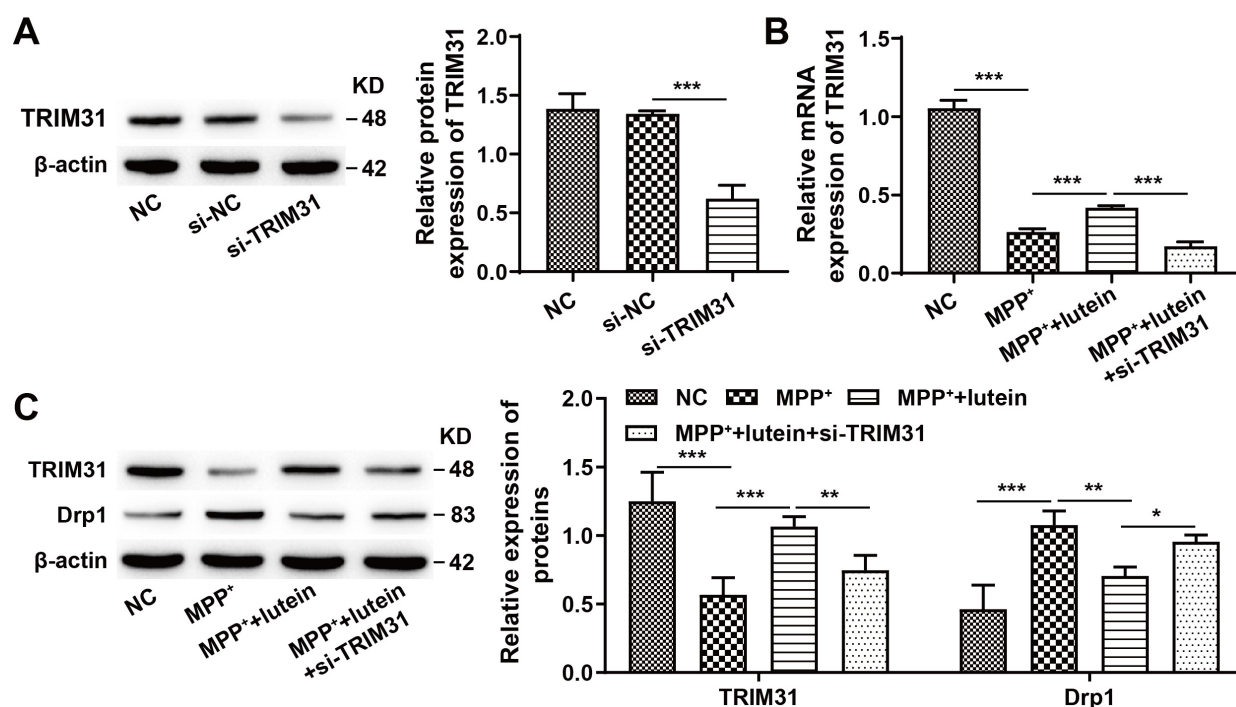 A
KD
TRIM31
48
β-actin
42
NC
si-NC
si-TRIM31
Relative protein
expression of TRIM31
2.0
1.5
1.0
0.5
0.0
***
NC
si-NC
si-TRIM31
B
Relative mRNA
expression of TRIM31
1.5
1.0
0.5
0.0
***
***
***
NC
MPP⁺
MPP⁺+lutein
MPP⁺+lutein
+si-TRIM31
C
KD
TRIM31
48
Drp1
83
β-actin
42
NC
MPP⁺
MPP⁺+lutein
MPP⁺+lutein
+si-TRIM31
Relative expression of
proteins
2.0
1.5
1.0
0.5
0.0
NC MPP⁺ MPP⁺+lutein
MPP⁺+lutein+si-TRIM31
***
***
**
***
**
*
TRIM31
Drp1